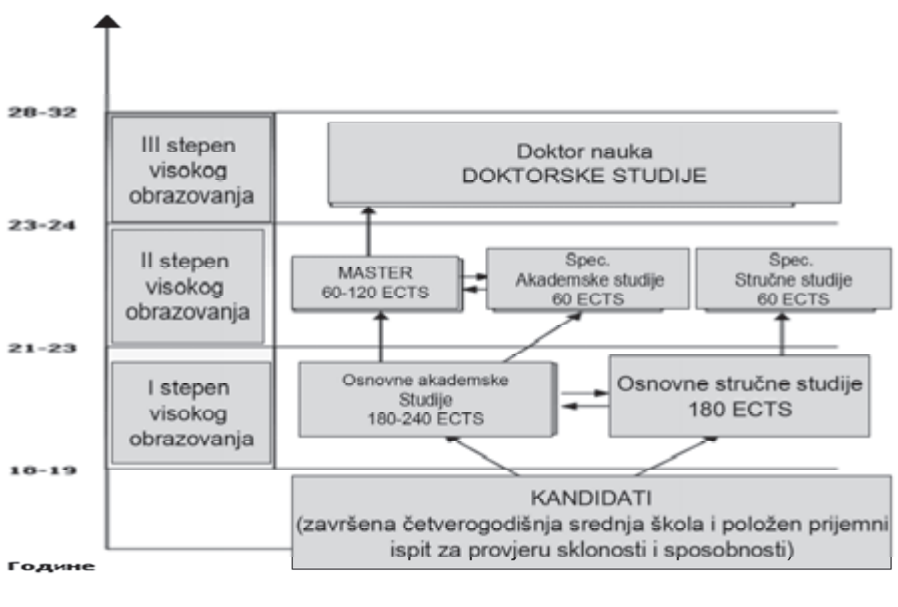 28-32
III stepen
visokog
obrazovanja
Doktor nauka
DOKTORSKE STUDIJE
23-24
II stepen
visokog
obrazovanja
MASTER
60-120 ECTS
Spec.
Akademske studije
60 ECTS
Spec.
Stručne studije
60 ECTS
21-23
I stepen
visokog
obrazovanja
Osnovne akademske
Studije
180-240 ECTS
Osnovne stručne studije
180 ECTS
18-19
KANDIDATI
(završena četverogodišnja srednja škola i položen prijemni
ispit za provjeru sklonosti i sposobnosti)
Године